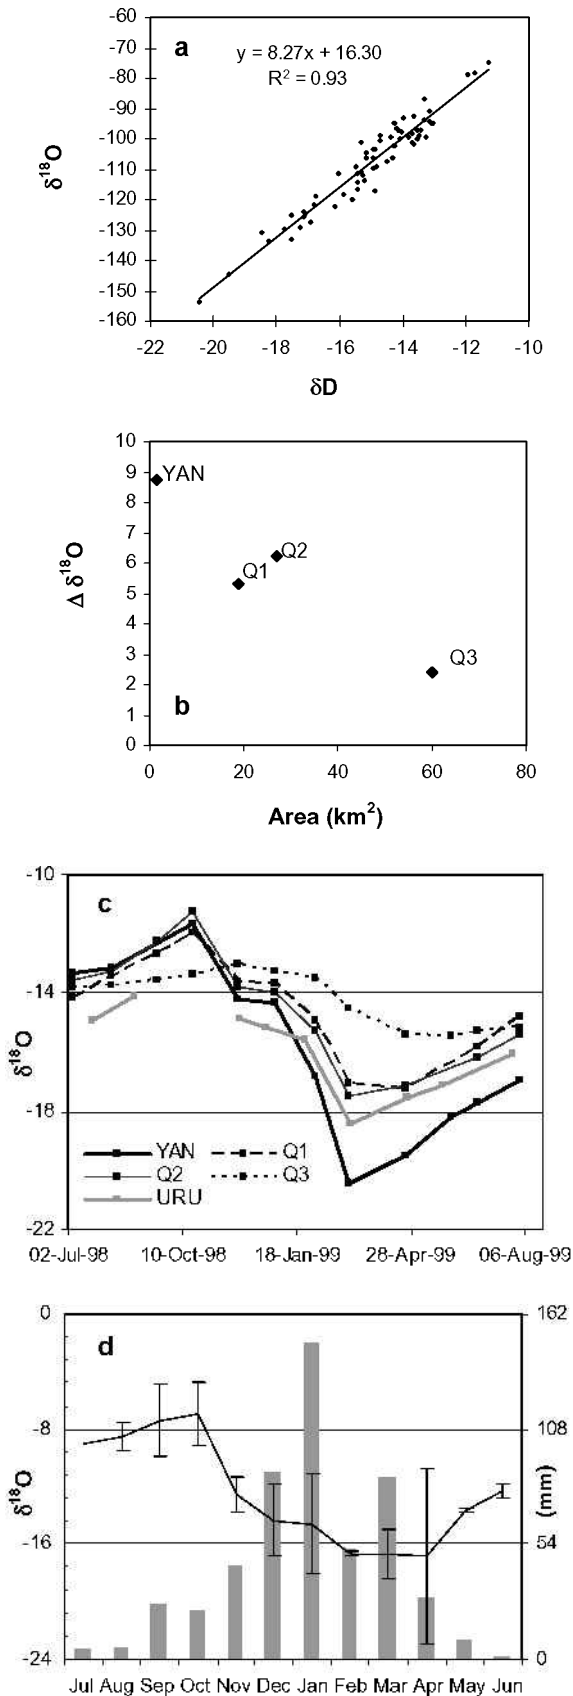 a
y = 8.27x + 16.30
R² = 0.93
-60
-70
-80
-90
-100
-110
-120
-130
-140
-150
-160
δ¹⁸O
-22 -20 -18 -16 -14 -12 -10
δD
10
9
8
7
6
5
4
3
2
1
0
Δ δ¹⁸O
YAN
Q1
Q2
Q3
b
0 20 40 60 80
Area (km²)
-10
-14
-18
-22
δ¹⁸O
c
YAN Q1
Q2 Q3
URU
02-Jul-98 10-Oct-98 18-Jan-99 28-Apr-99 06-Aug-99
d
0
-8
-16
-24
δ¹⁸O
162
108
54
0
(mm)
Jul Aug Sep Oct Nov Dec Jan Feb Mar Apr May Jun